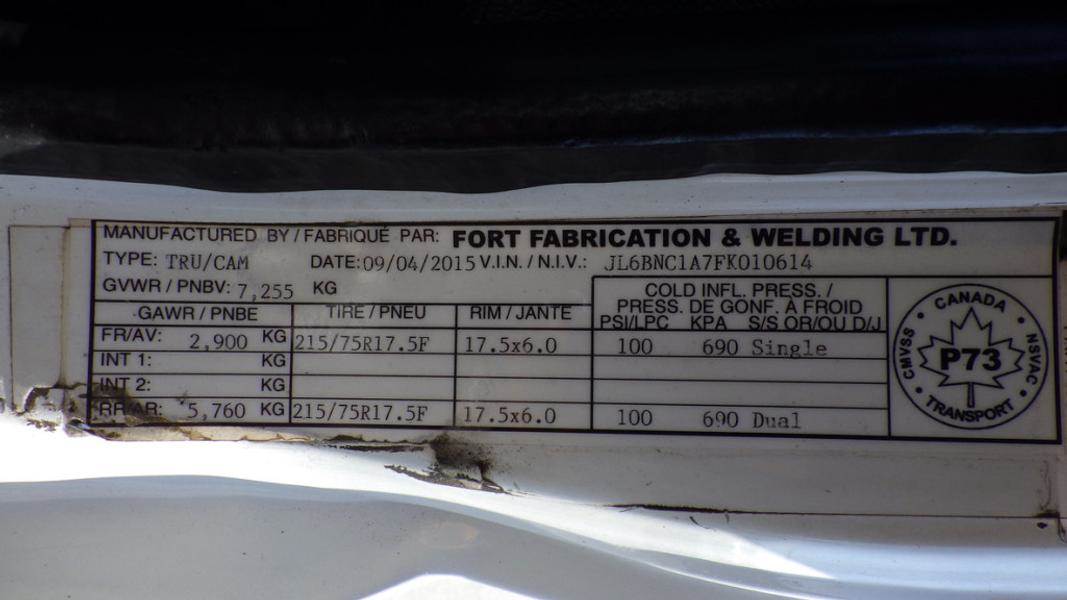 MANUFACTURED BY / FABRIQUÉ PAR: FORT FABRICATION & WELDING LTD.
TYPE: TRU/CAM DATE: 09/04/2015 V.I.N. / N.I.V.: JL6BNC1A7FK010614
GVWR / PNBV: 7,255 KG
COLD INFL. PRESS. /
PRESS. DE GONF. À FROID
GAWR / PNBE TIRE / PNEU RIM / JANTE PSI/LPC KPA S/S OR/OU D/J
FR/AV: 2,900 KG 215/75R17.5F 17.5x6.0 100 690 Single
INT 1: KG
INT 2: KG
RR/AR: 5,760 KG 215/75R17.5F 17.5x6.0 100 690 Dual
CANADA
CMVSS
P73
NSVAC
TRANSPORT